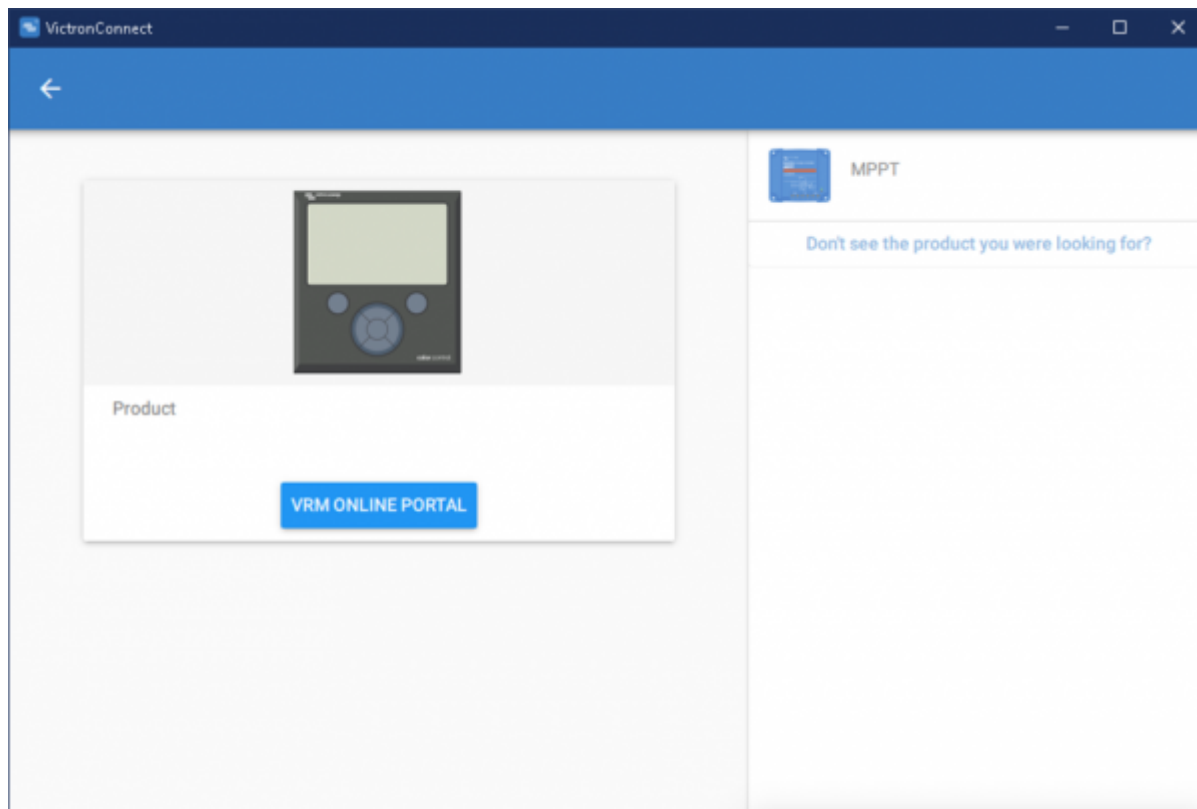 VictronConnect
Product
VRM ONLINE PORTAL
MPPT
Don't see the product you were looking for?